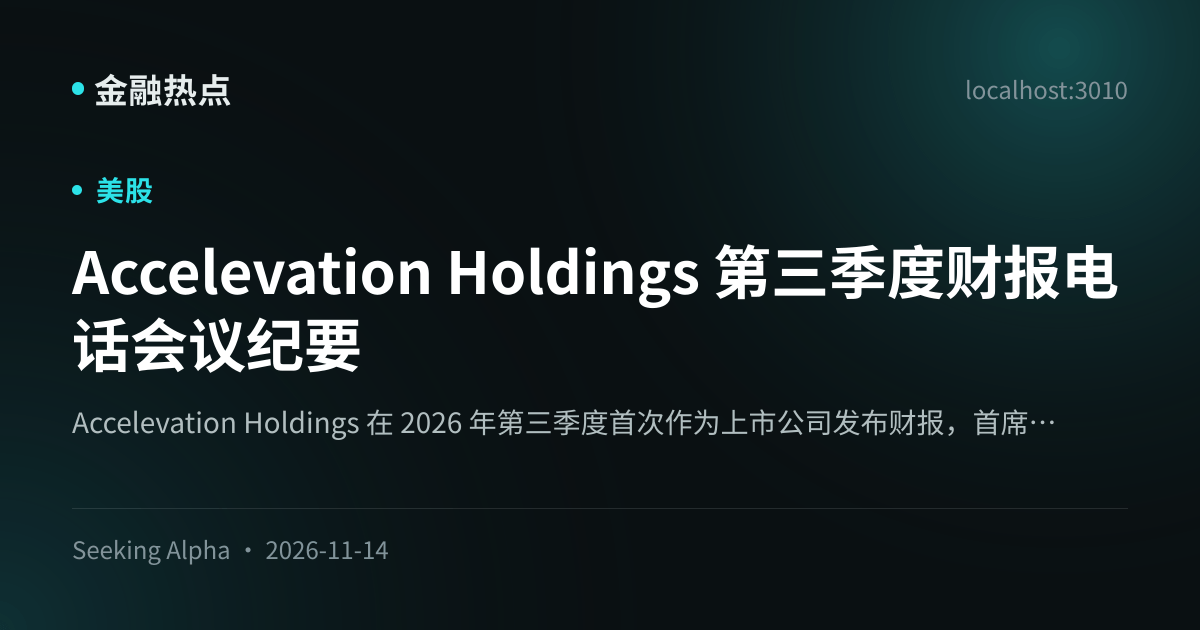 金融热点
localhost:3010
美股
Accelevation Holdings 第三季度财报电
话会议纪要
Accelevation Holdings 在 2026 年第三季度首次作为上市公司发布财报，首席…
Seeking Alpha • 2026-11-14